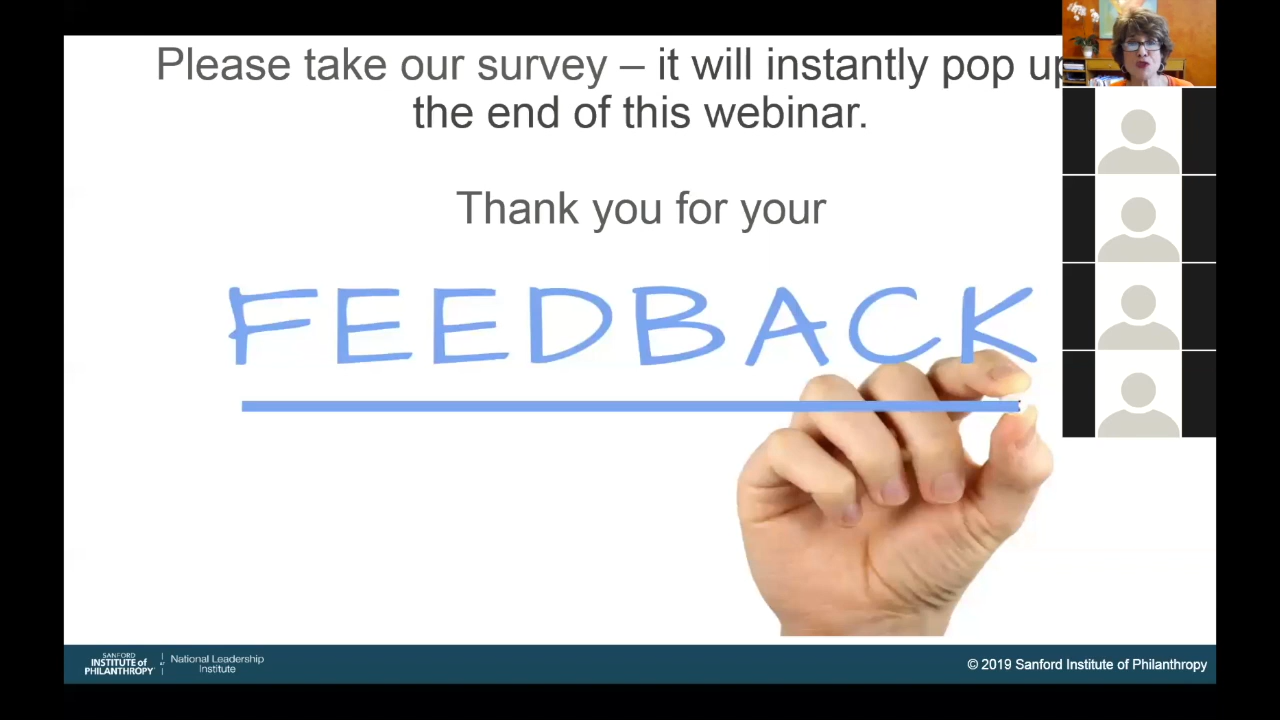 Please take our survey – it will instantly pop up
the end of this webinar.
Thank you for your
FEEDBACK
SANFORD
INSTITUTE of
PHILANTHROPY
AT
National Leadership
Institute
© 2019 Sanford Institute of Philanthropy